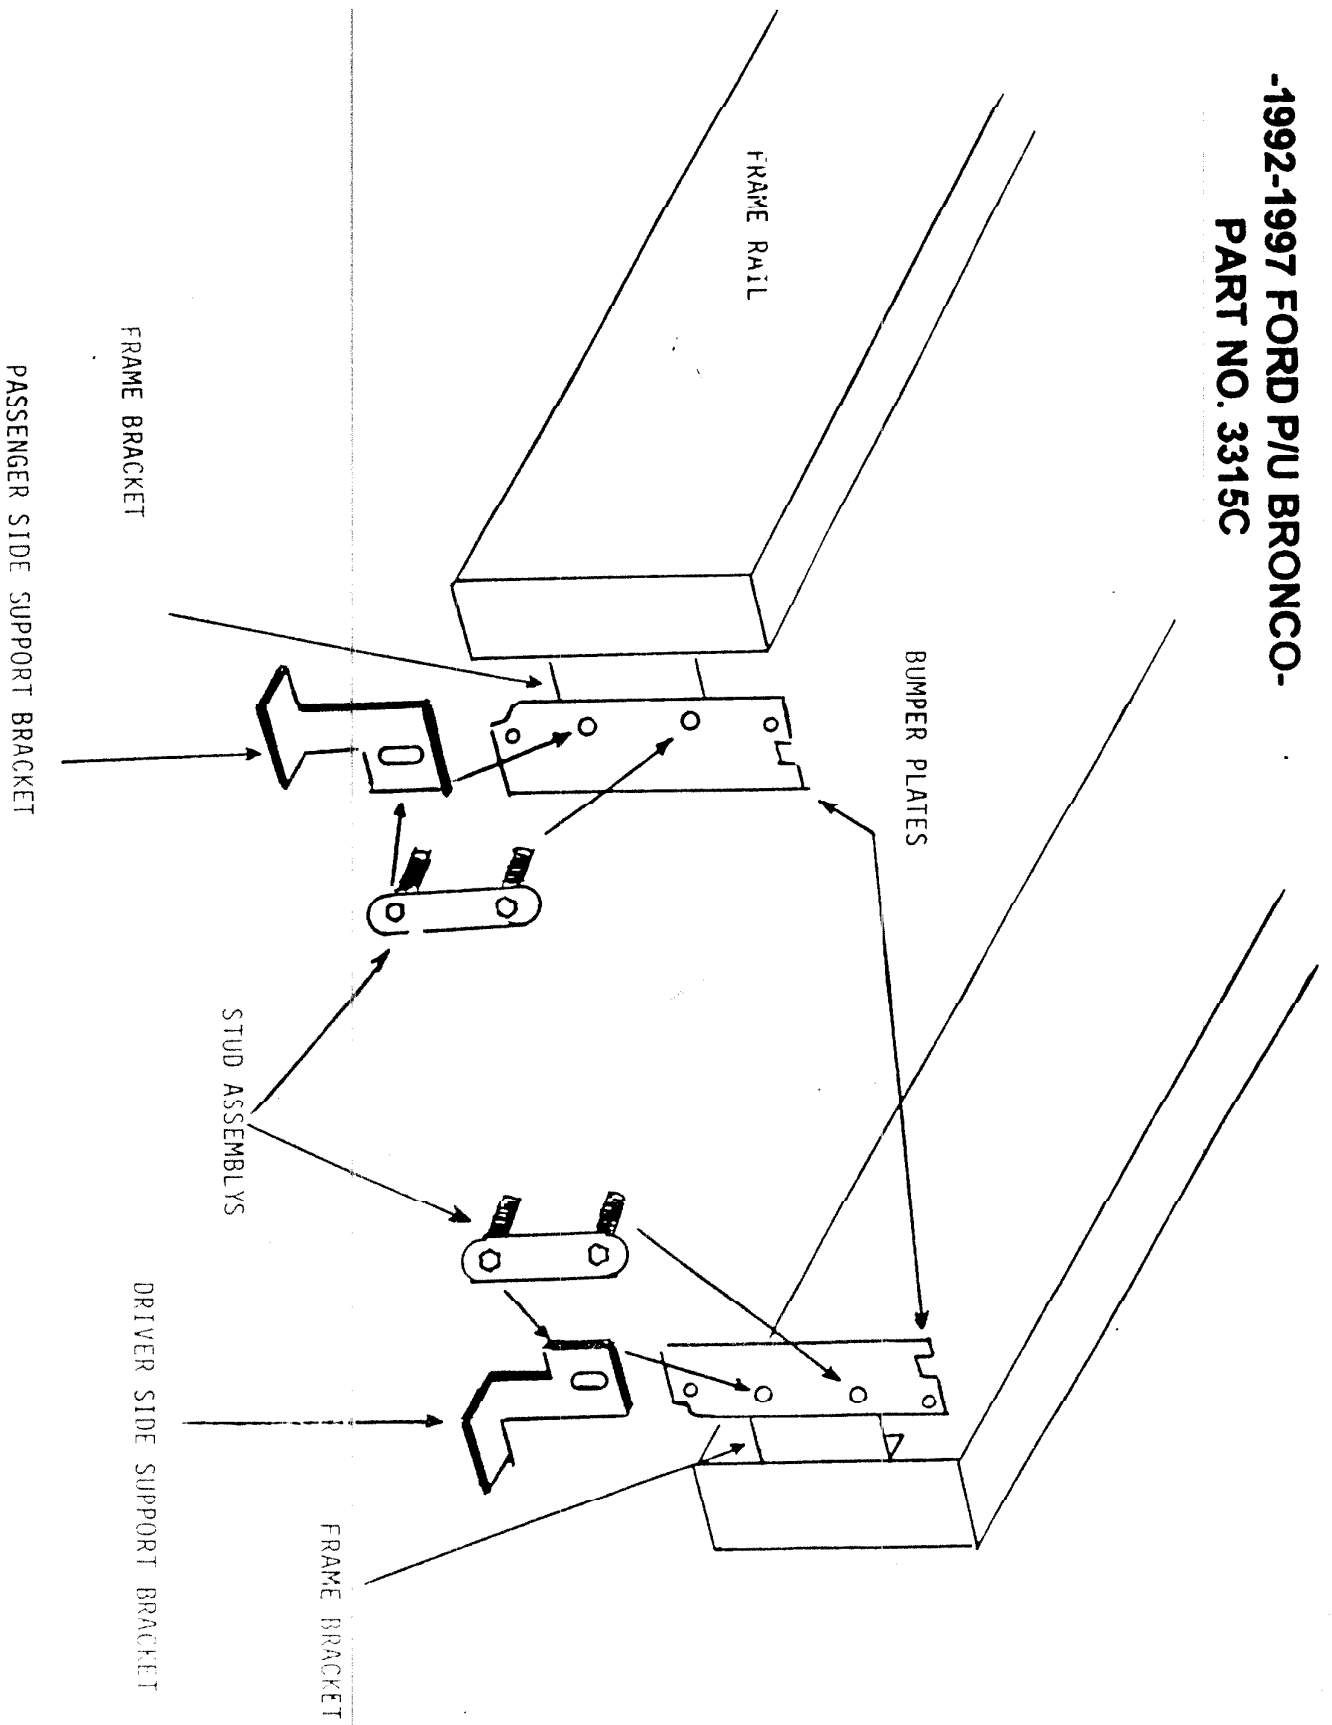 -1992-1997 FORD P/U BRONCO-
PART NO. 3315C
FRAME RAIL
BUMPER PLATES
FRAME BRACKET
PASSENGER SIDE SUPPORT BRACKET
STUD ASSEMBLYS
DRIVER SIDE SUPPORT BRACKET
FRAME BRACKET